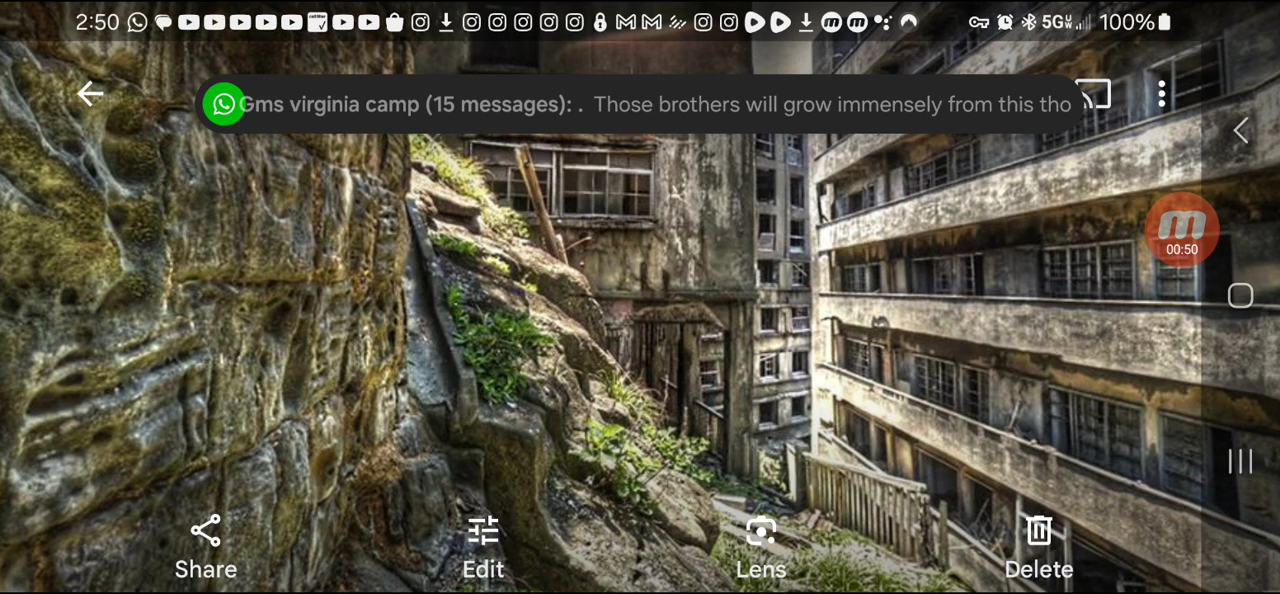 2:50
5G
100%
Gms virginia camp (15 messages): . Those brothers will grow immensely from this tho
00:50
Share
Edit
Lens
Delete